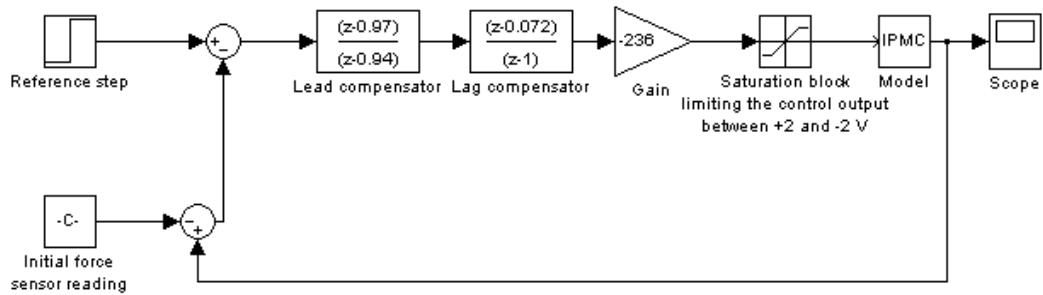 (z-0.97)
(z-0.94)
(z-0.072)
(z-1)
-236
IPMC
Reference step
Lead compensator
Lag compensator
Gain
Saturation block
limiting the control output
between +2 and -2 V
Model
Scope
-C-
Initial force
sensor reading